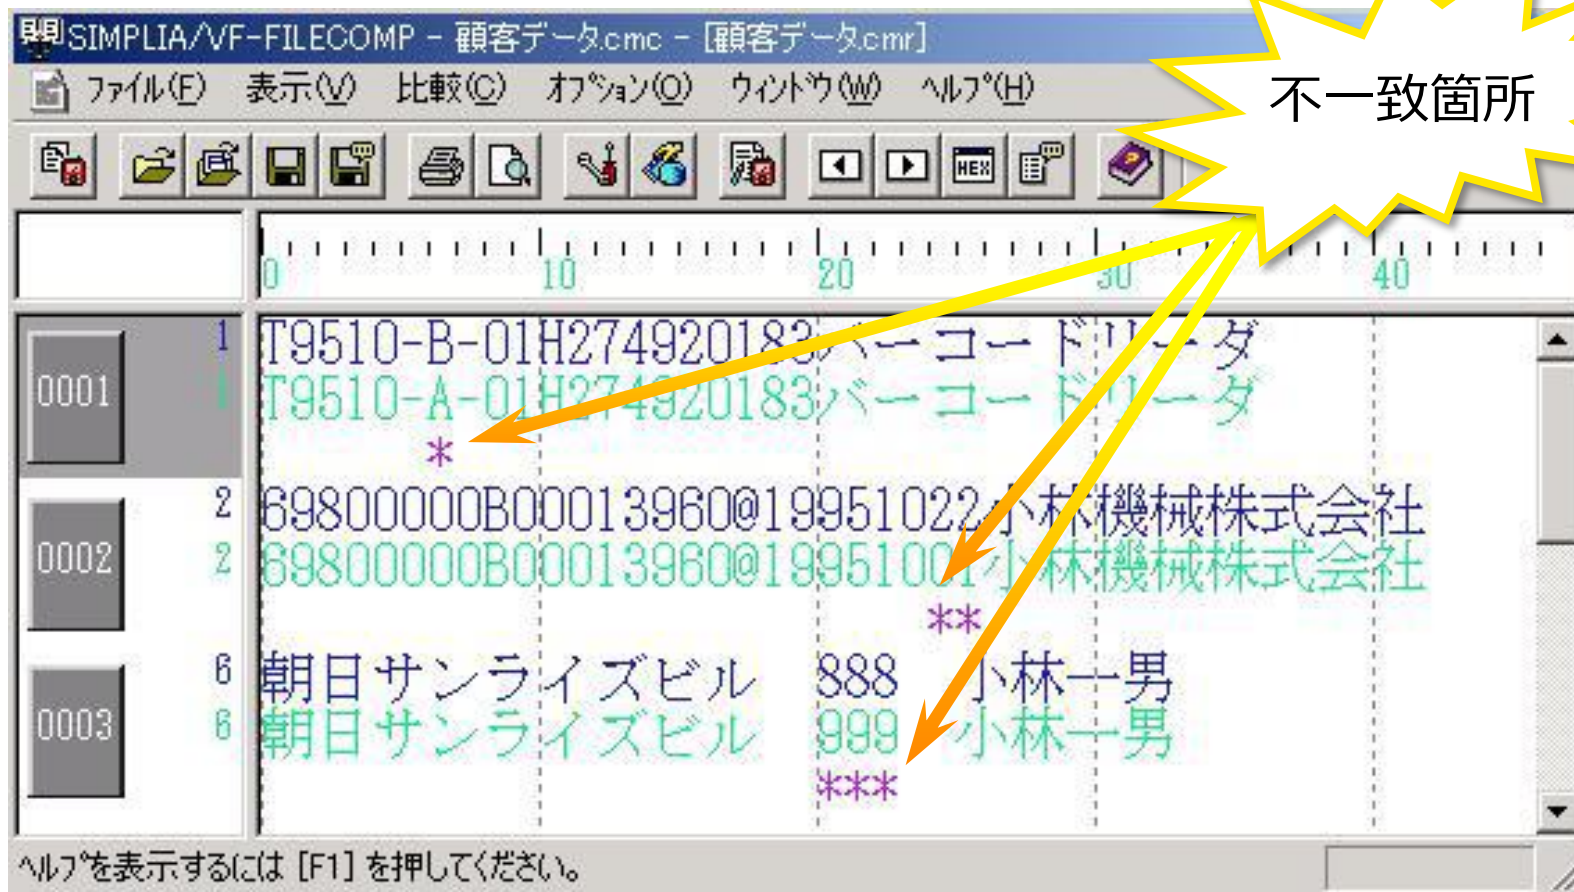 SIMPLIA/VF-FILECOMP - 顧客データ.cmc - [顧客データ.cmr]
不一致箇所
ファイル(F) 表示(V) 比較(C) オプション(O) ウィンドウ(W) ヘルプ(H)
HEX
0 10 20 30 40
0001
1 T9510-B-01H274920183バーコードリーダ
1 T9510-A-01H274920183バーコードリーダ
*
0002
2 69800000B00013960@19951022小林機械株式会社
2 69800000B00013960@19951001小林機械株式会社
**
0003
6 朝日サンライズビル 888 小林一男
6 朝日サンライズビル 999 小林一男
***
ヘルプを表示するには [F1] を押してください。